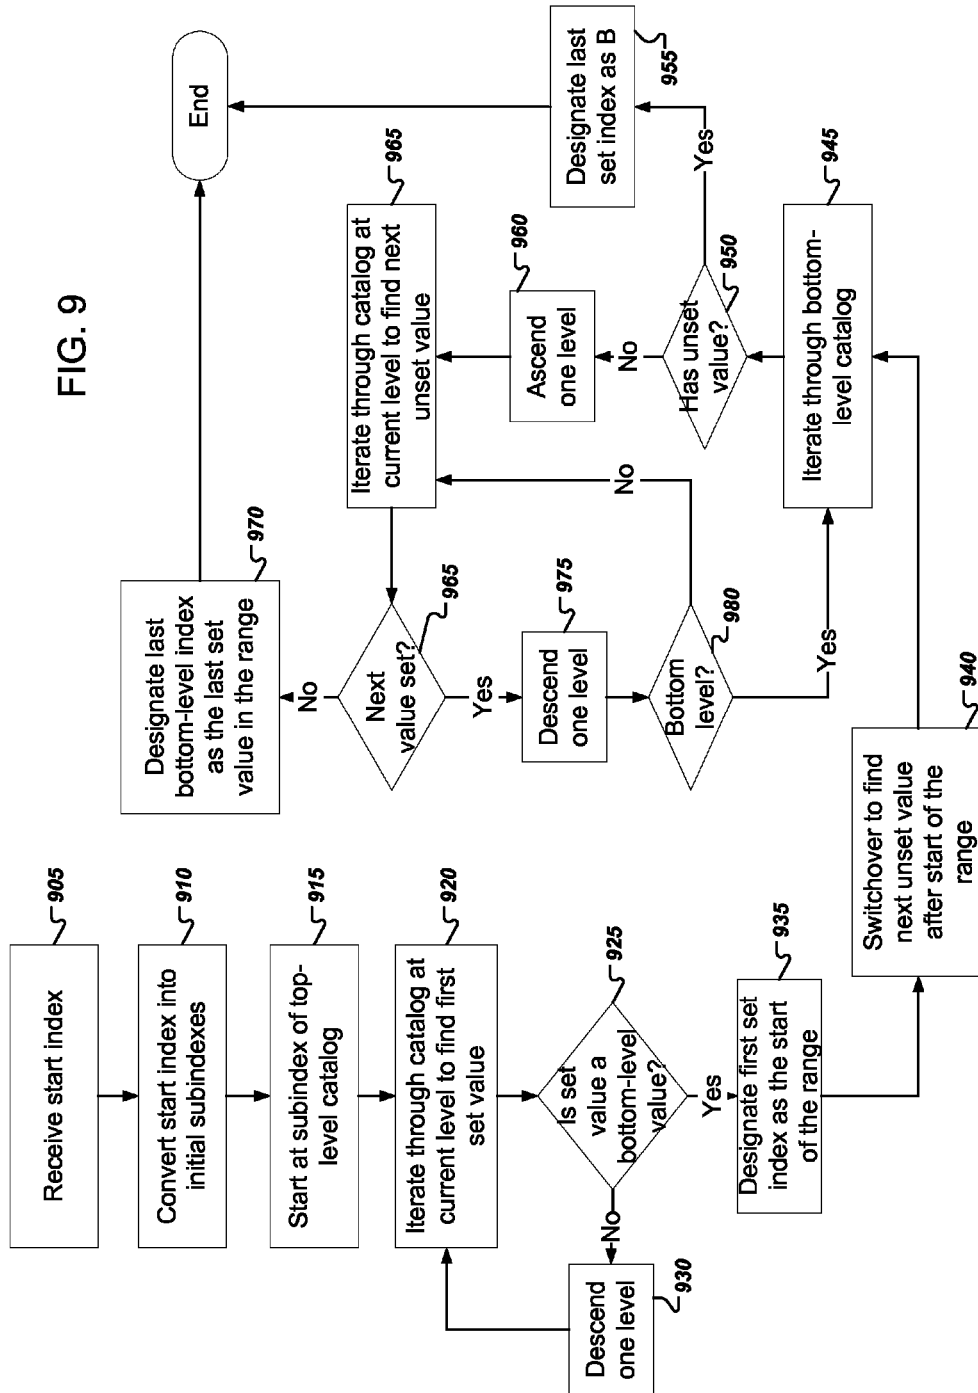 FIG. 9
905
Receive start index
910
Convert start index into
initial subindexes
915
Start at subindex of top-
level catalog
920
Iterate through catalog at
current level to find first
set value
925
Is set
value a
bottom-level
value?
No
930
Descend
one level
Yes
935
Designate first set
index as the start
of the range
940
Switchover to find
next unset value
after start of the
range
945
Iterate through bottom-
level catalog
950
Has unset
value?
Yes
955
Designate last
set index as B
No
960
Ascend
one level
965
Iterate through catalog at
current level to find next
unset value
965
Next
value set?
No
970
Designate last
bottom-level index
as the last set
value in the range
Yes
975
Descend
one level
980
Bottom
level?
No
Yes
End